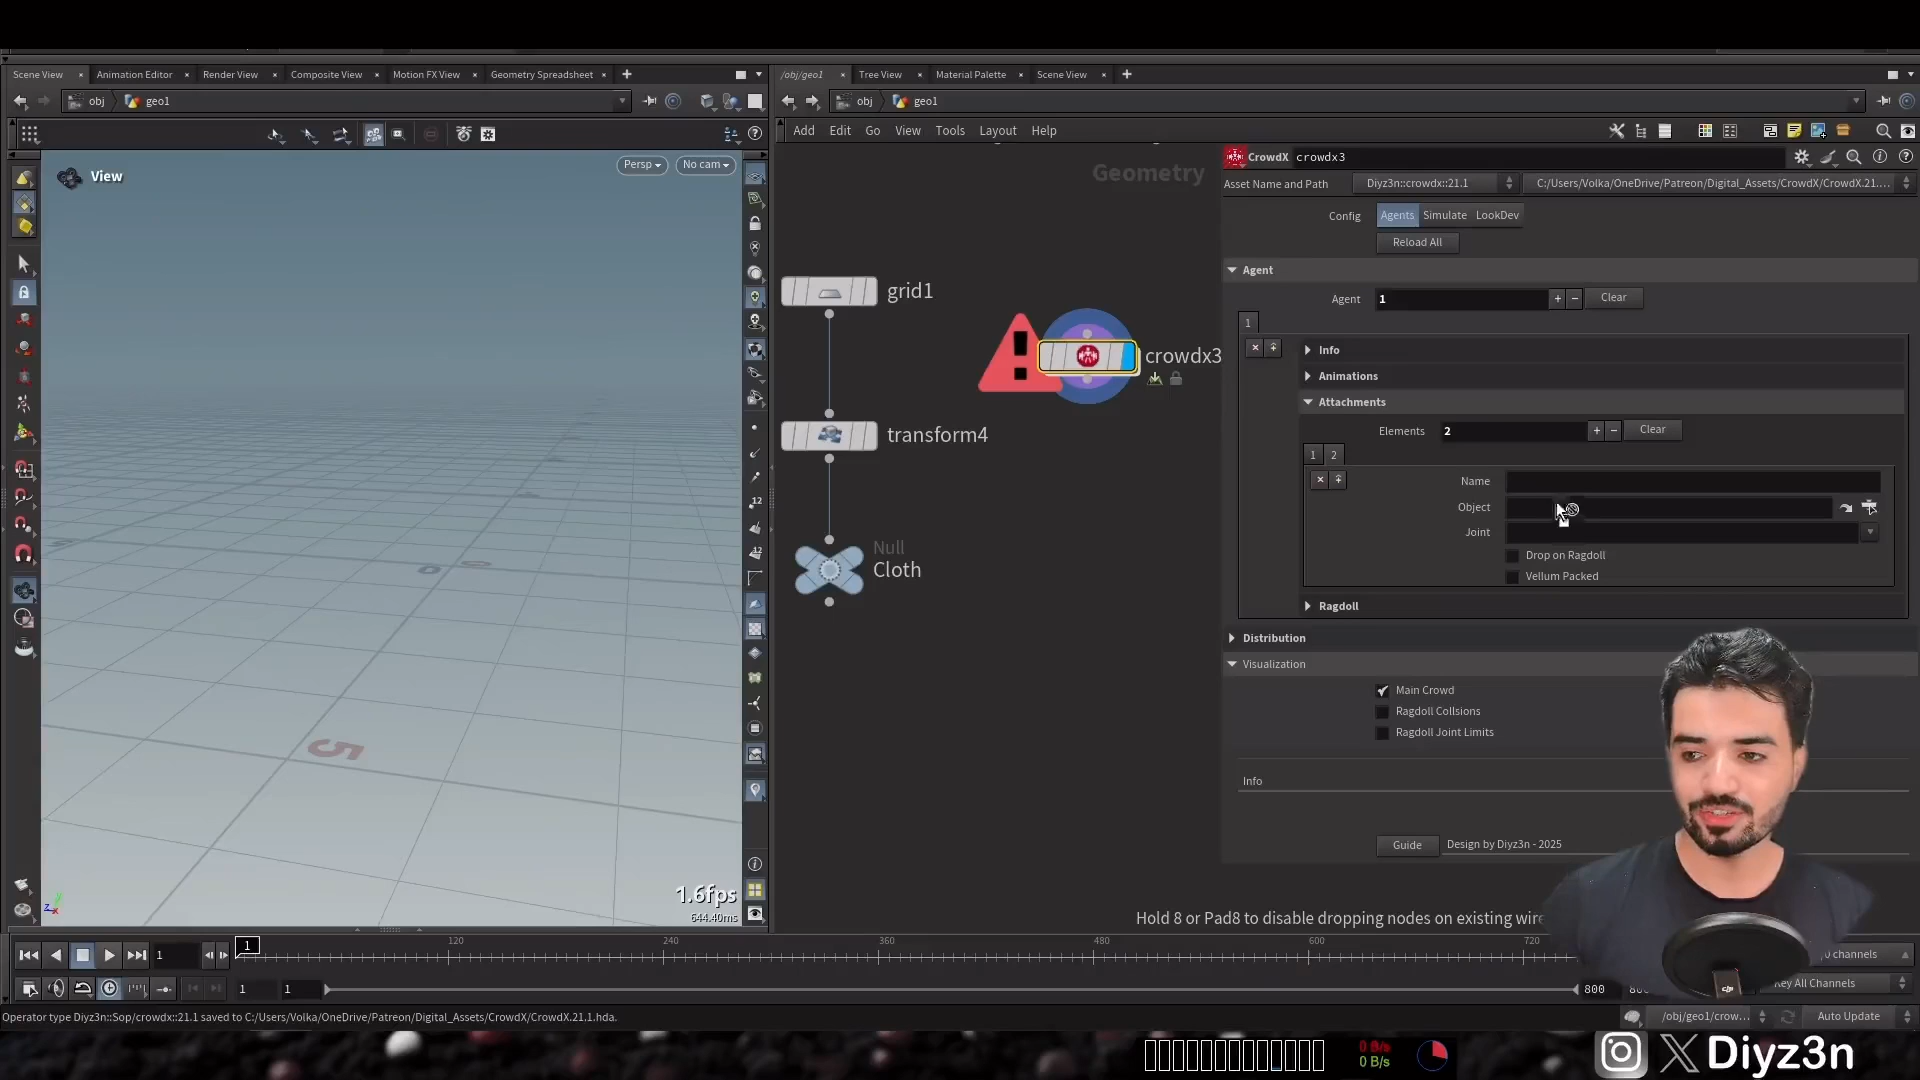 Scene View
Animation Editor
Render View
Composite View
Motion FX View
Geometry Spreadsheet
/obj/geo1
Tree View
Material Palette
Scene View
obj
geo1
obj
geo1
Add
Edit
Go
View
Tools
Layout
Help
View
Persp
No cam
Geometry
CrowdX
crowdx3
Asset Name and Path
Diyz3n::crowdx::21.1
C:/Users/Volka/OneDrive/Patreon/Digital_Assets/CrowdX/CrowdX.21....
Config
Agents
Simulate
LookDev
Reload All
Agent
Agent
1
Clear
1
Info
Animations
Attachments
Elements
2
Clear
1
2
Name
Object
Joint
Drop on Ragdoll
Vellum Packed
Ragdoll
Distribution
Visualization
Main Crowd
Ragdoll Collsions
Ragdoll Joint Limits
Info
Guide
Design by Diyz3n - 2025
grid1
transform4
Null
Cloth
crowdx3
12
12
5
1.6fps
644.40ms
Hold 8 or Pad8 to disable dropping nodes on existing wire
1
1
120
240
360
480
600
720
0 channels
1
1
800
Key All Channels
Operator type Diyz3n::Sop/crowdx::21.1 saved to C:/Users/Volka/OneDrive/Patreon/Digital_Assets/CrowdX/CrowdX.21.1.hda.
/obj/geo1/crow...
Auto Update
0 B/s
0 B/s
Diyz3n